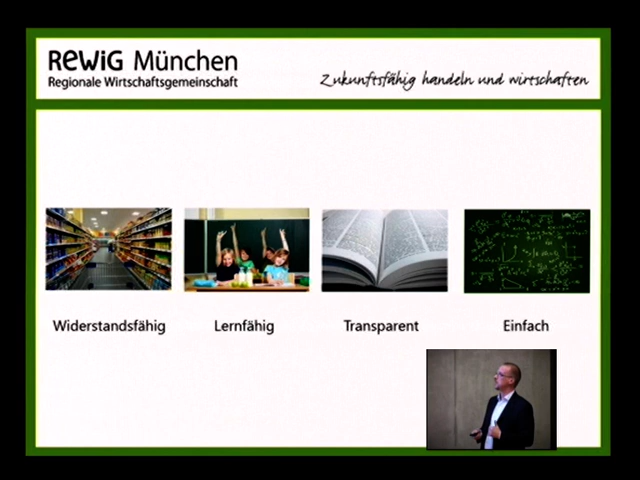 ReWiG München
Regionale Wirtschaftsgemeinschaft
Zukunftsfähig handeln und wirtschaften
Widerstandsfähig Lernfähig Transparent Einfach